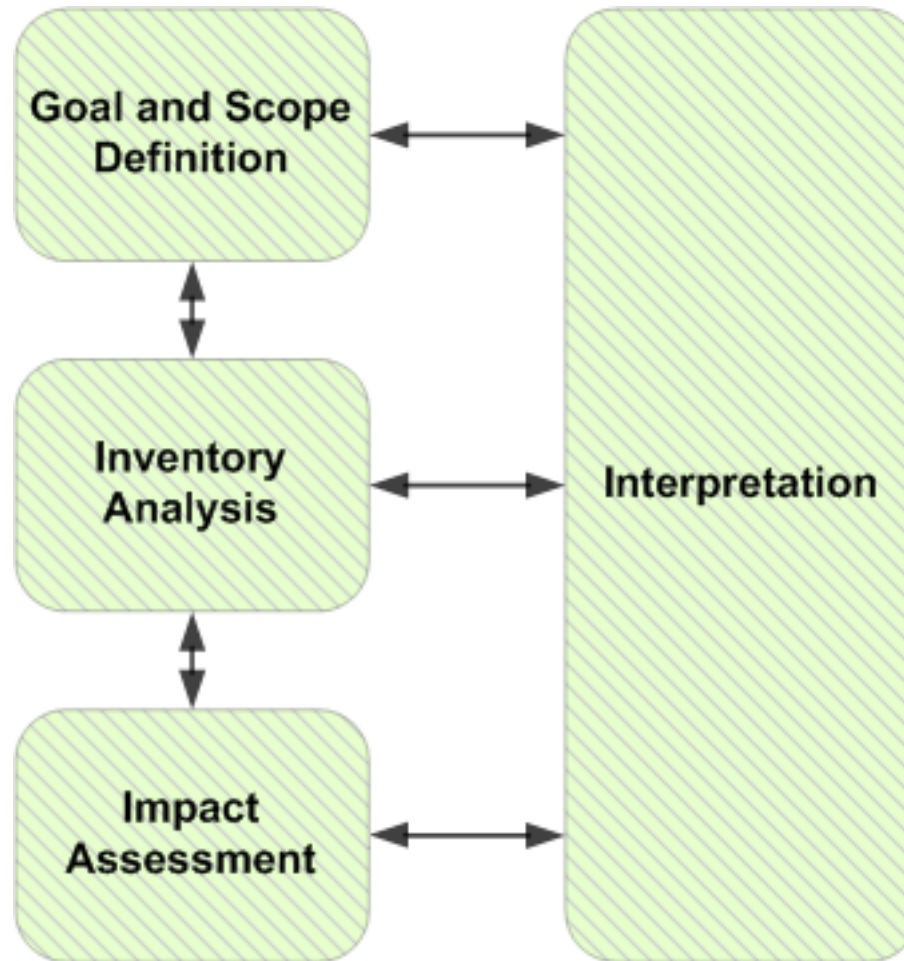 Goal and Scope
Definition
Inventory
Analysis
Interpretation
Impact
Assessment